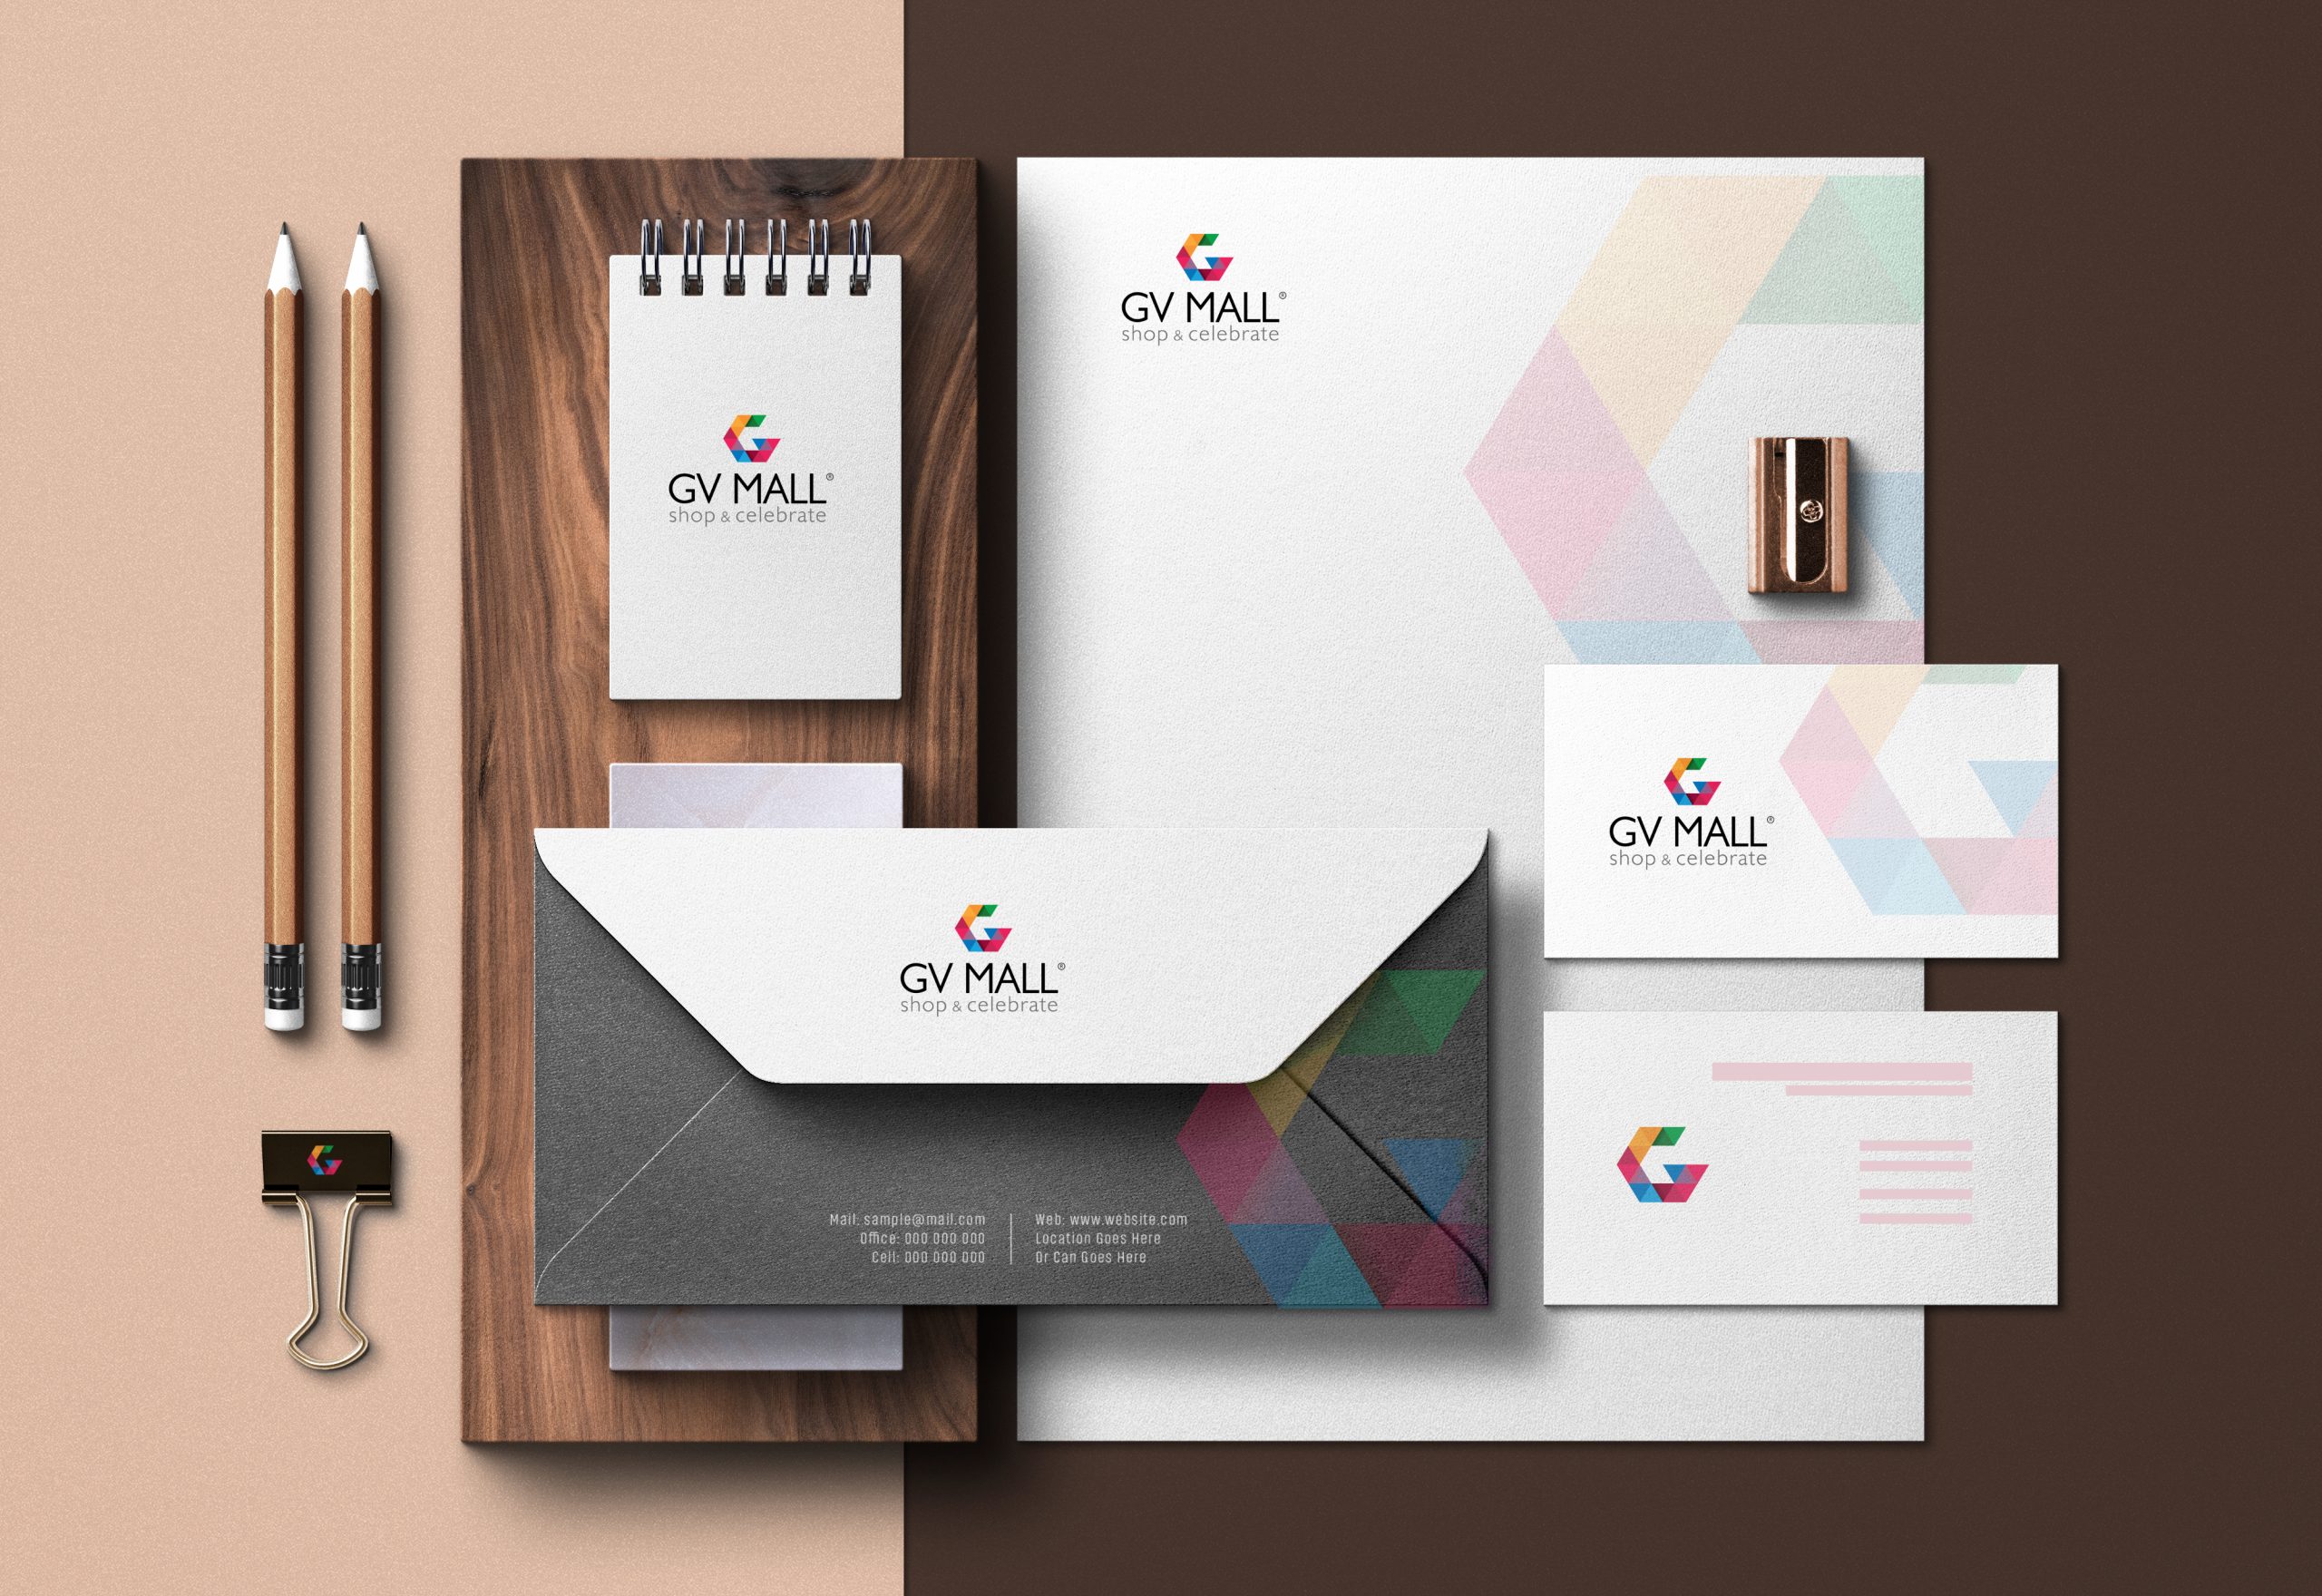 GV MALL®
shop & celebrate
GV MALL®
shop & celebrate
GV MALL®
shop & celebrate
GV MALL®
shop & celebrate
Mail: sample@mail.com
Office: 000 000 000
Cell: 000 000 000
Web: www.website.com
Location Goes Here
Or Can Goes Here